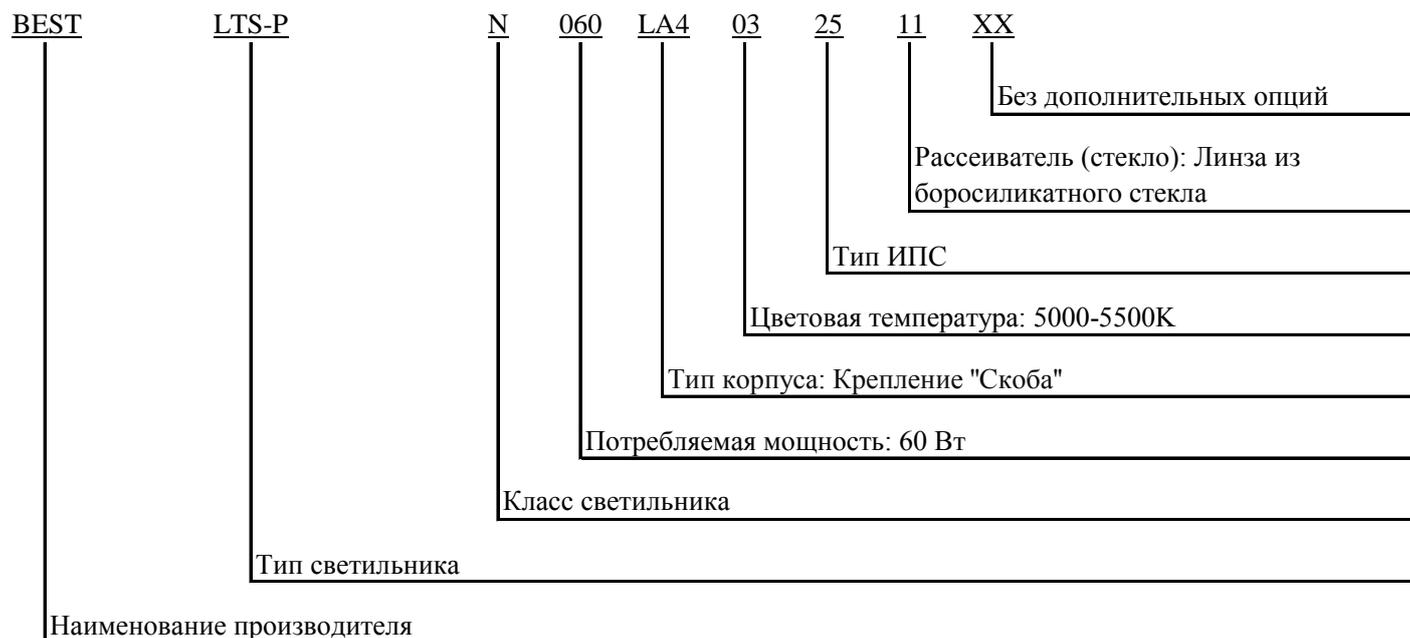 BEST LTS-P N 060 LA4 03 25 11 XX
Без дополнительных опций
Рассеиватель (стекло): Линза из
боросиликатного стекла
Тип ИПС
Цветовая температура: 5000-5500K
Тип корпуса: Крепление "Скоба"
Потребляемая мощность: 60 Вт
Класс светильника
Тип светильника
Наименование производителя